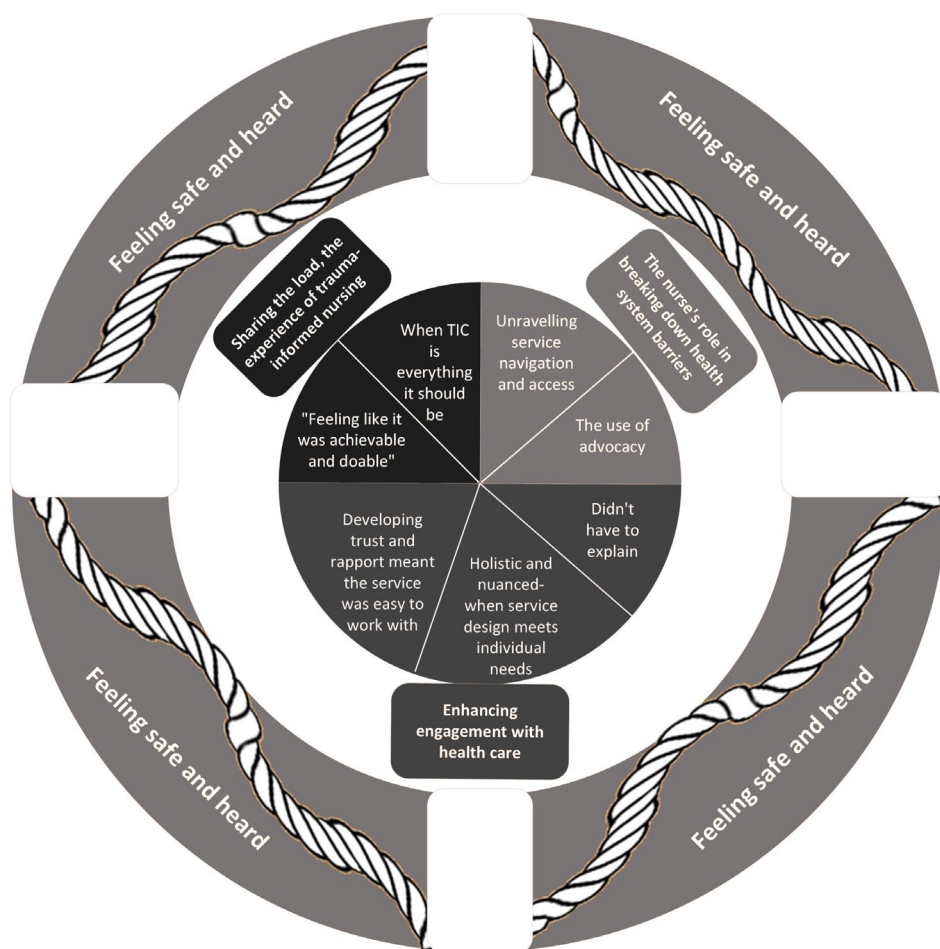 Feeling safe and heard
Feeling safe and heard
Sharing the load, the
experience of trauma-
informed nursing
The nurse's role in
breaking down health
system barriers
When TIC
is
everything
it should
be
Unravelling
service
navigation
and access
"Feeling like it
was achievable
and doable"
The use of
advocacy
Developing
trust and
rapport meant
the service
was easy to
work with
Holistic and
nuanced-
when service
design meets
individual
needs
Didn't
have to
explain
Enhancing
engagement with
health care
Feeling safe and heard
Feeling safe and heard